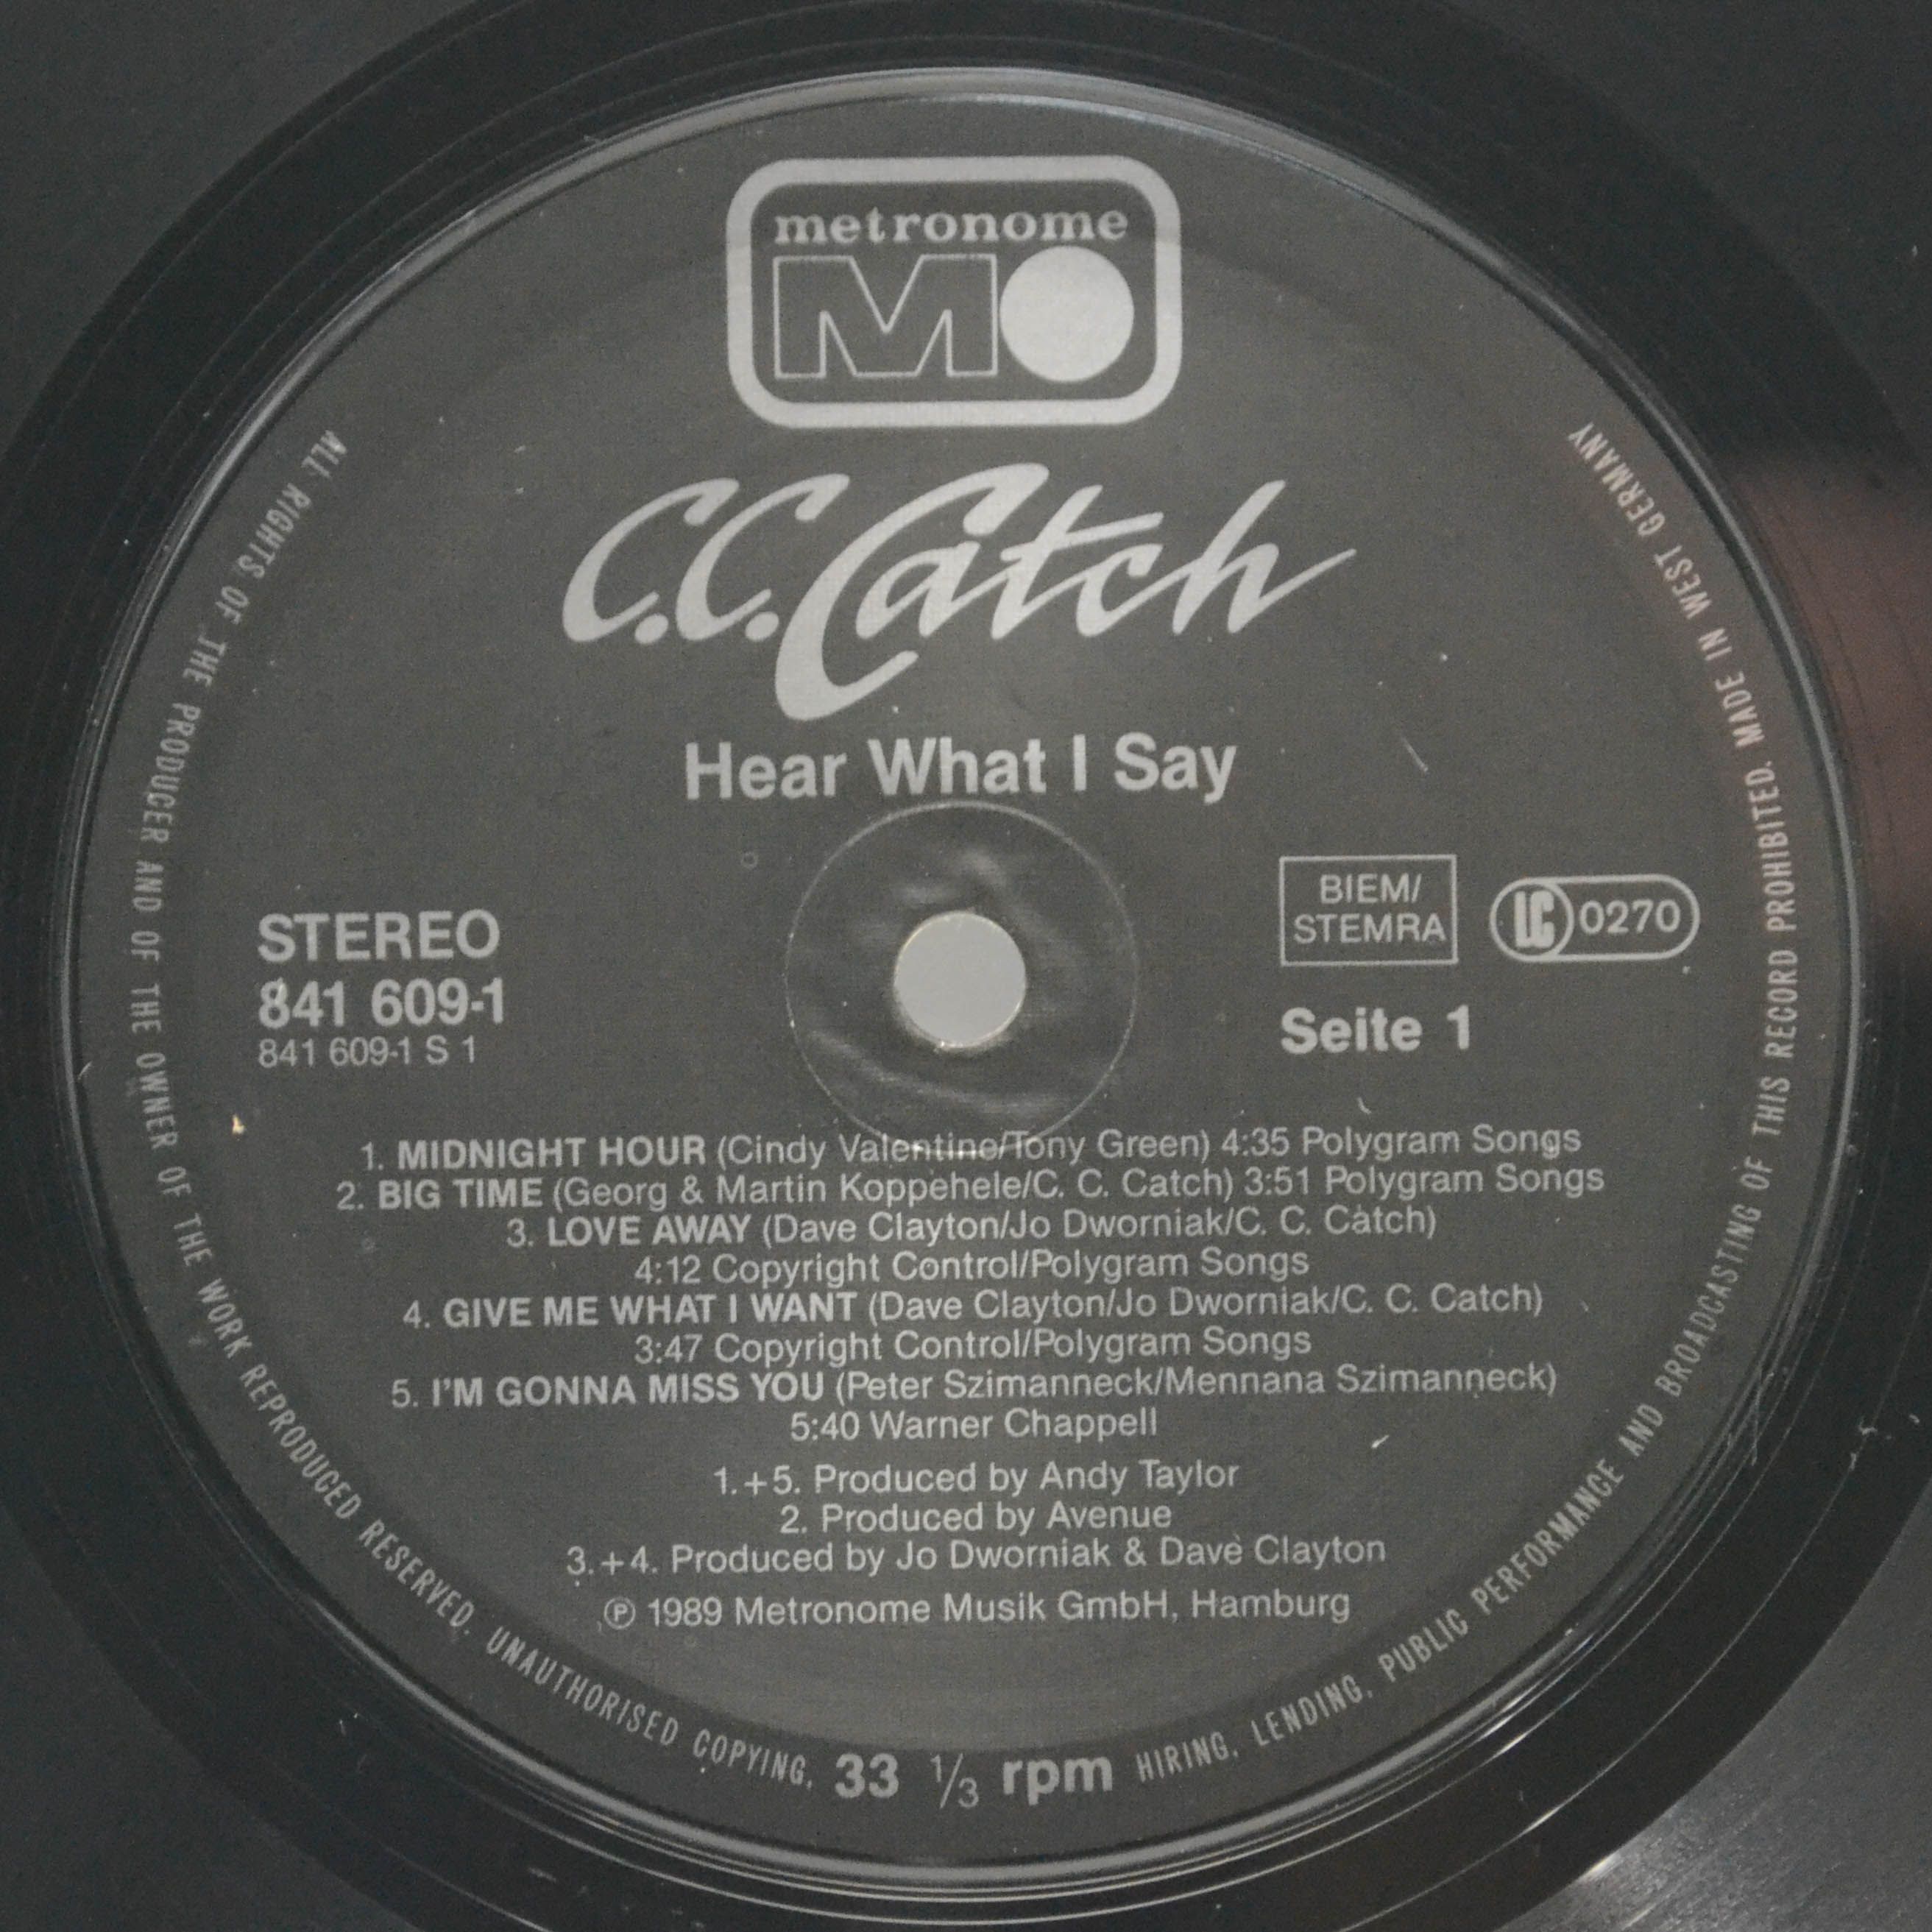 metronome
MO
C.C. Catch
Hear What I Say
STEREO
841 609-1
841 609-1 S 1
BIEM/
STEMRA
LC 0270
Seite 1
1. MIDNIGHT HOUR (Cindy Valentine/Tony Green) 4:35 Polygram Songs
2. BIG TIME (Georg & Martin Koppehele/C. C. Catch) 3:51 Polygram Songs
3. LOVE AWAY (Dave Clayton/Jo Dworniak/C. C. Catch)
4:12 Copyright Control/Polygram Songs
4. GIVE ME WHAT I WANT (Dave Clayton/Jo Dworniak/C. C. Catch)
3:47 Copyright Control/Polygram Songs
5. I'M GONNA MISS YOU (Peter Szimanneck/Mennana Szimanneck)
5:40 Warner Chappell
1.+5. Produced by Andy Taylor
2. Produced by Avenue
3.+4. Produced by Jo Dworniak & Dave Clayton
℗ 1989 Metronome Musik GmbH, Hamburg
33 1/3 rpm
ALL RIGHTS OF THE PRODUCER AND OF THE OWNER OF THE WORK REPRODUCED RESERVED. UNAUTHORISED COPYING, HIRING, LENDING, PUBLIC PERFORMANCE AND BROADCASTING OF THIS RECORD PROHIBITED. MADE IN WEST GERMANY